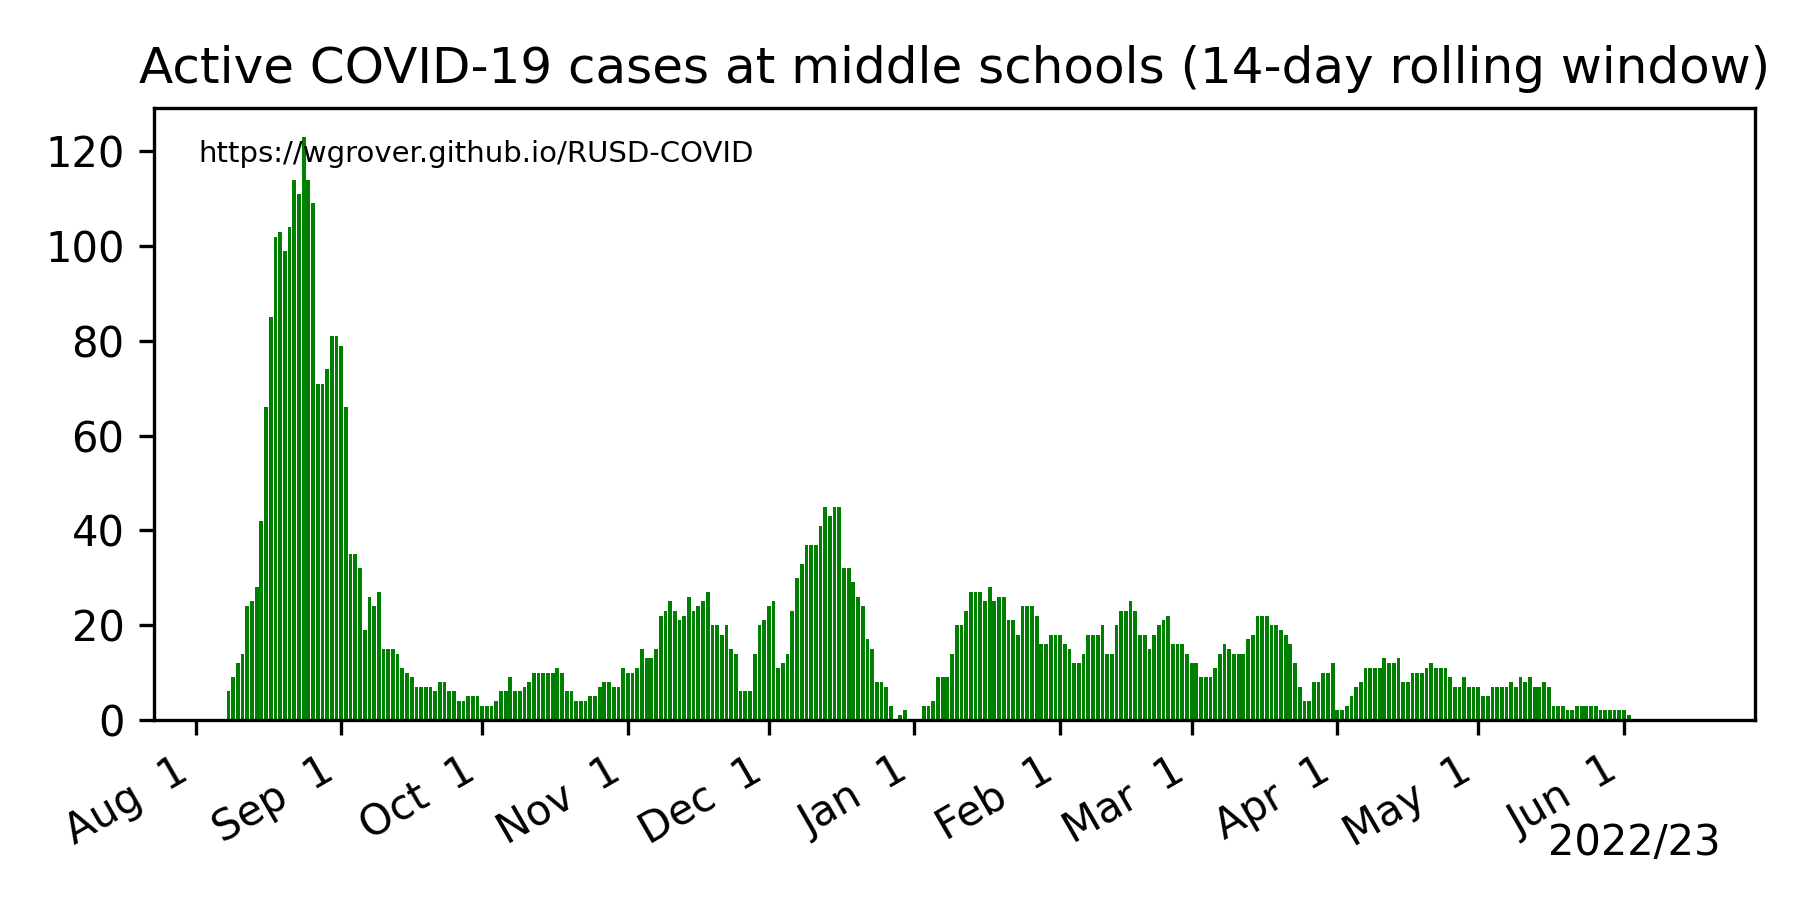 Active COVID-19 cases at middle schools (14-day rolling window)
https://wgrover.github.io/RUSD-COVID
120
100
80
60
40
20
0
Aug 1
Sep 1
Oct 1
Nov 1
Dec 1
Jan 1
Feb 1
Mar 1
Apr 1
May 1
Jun 1
2022/23